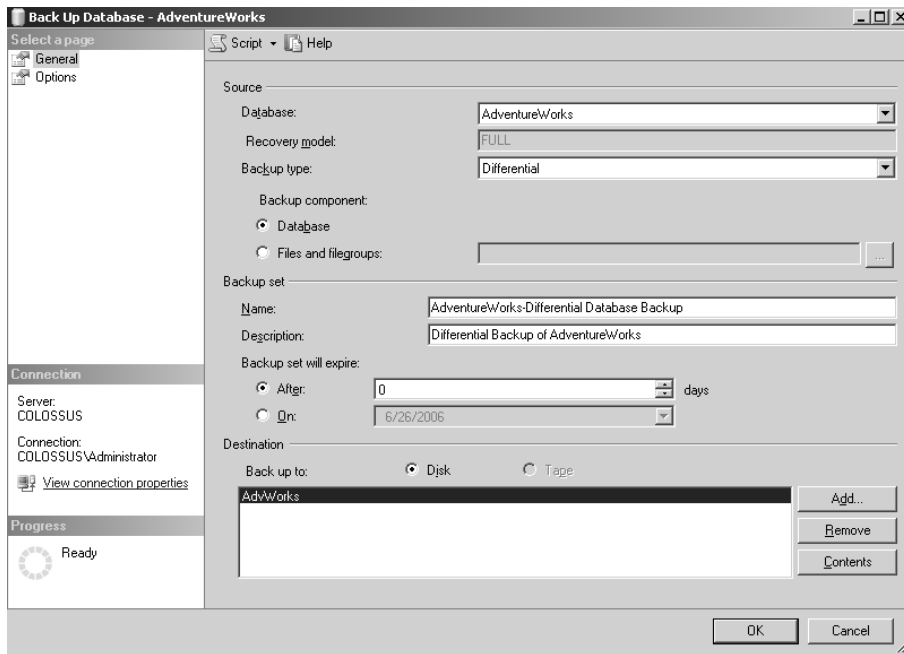 Back Up Database - AdventureWorks
Select a page
General
Options
Script Help
Source
Database: AdventureWorks
Recovery model: FULL
Backup type: Differential
Backup component:
Database
Files and filegroups: ...
Backup set
Name: AdventureWorks-Differential Database Backup
Description: Differential Backup of AdventureWorks
Backup set will expire:
After: 0 days
On: 6/26/2006
Destination
Back up to: Disk Tape
AdvWorks
Add...
Remove
Contents
Connection
Server:
COLOSSUS
Connection:
COLOSSUS\Administrator
View connection properties
Progress
Ready
OK Cancel